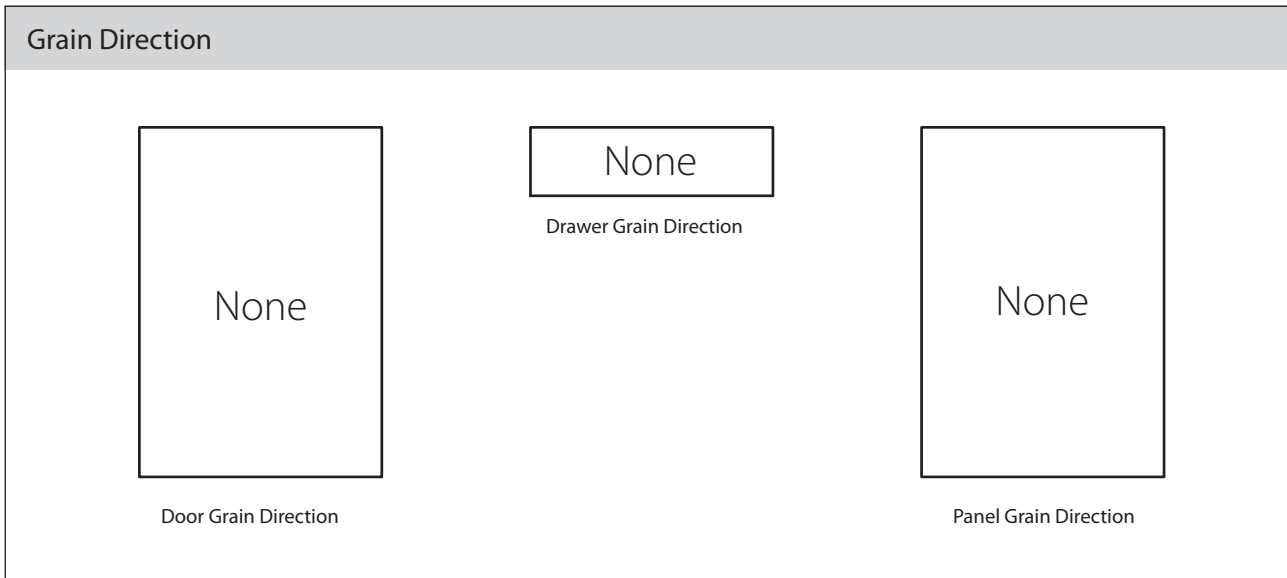 Grain Direction
None
Door Grain Direction
None
Drawer Grain Direction
None
Panel Grain Direction